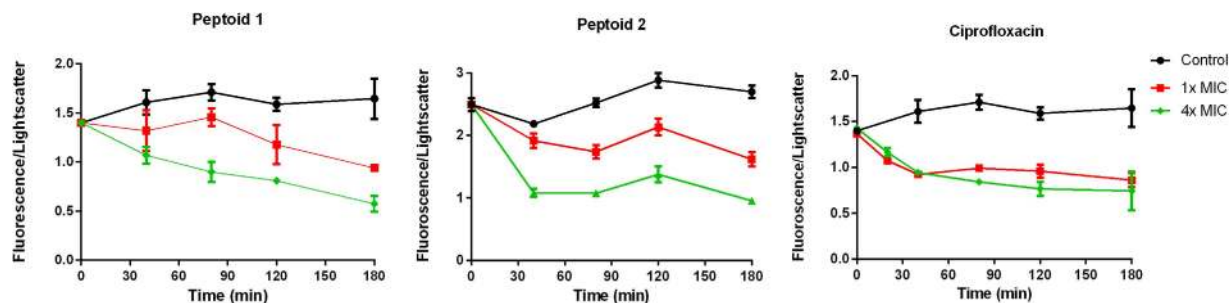 Peptoid 1
Fluorescence/Lightscatter
2.0
1.5
1.0
0.5
0.0
0 30 60 90 120 150 180
Time (min)
Peptoid 2
Fluoroscence/Lightscatter
3
2
1
0
0 30 60 90 120 150 180
Time (min)
Ciprofloxacin
Fluoroscence/Lightscatter
2.0
1.5
1.0
0.5
0.0
0 30 60 90 120 150 180
Time (min)
Control
1x MIC
4x MIC